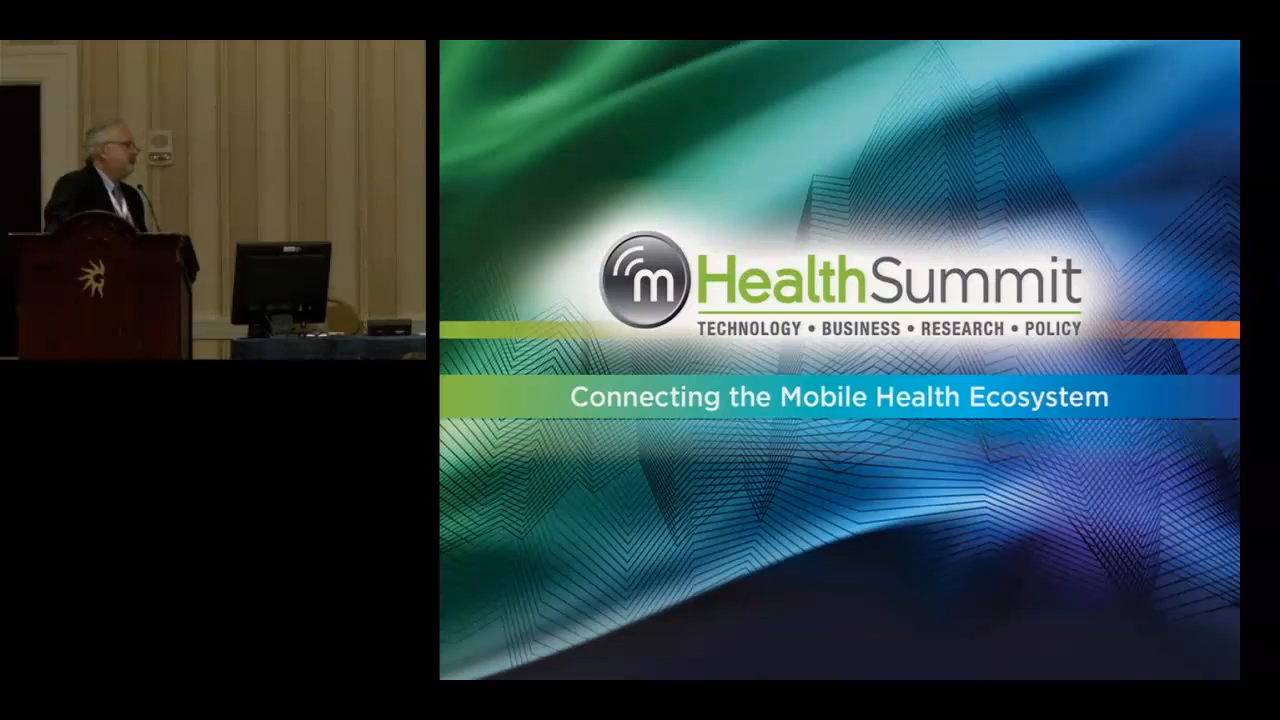 mHealthSummit
TECHNOLOGY • BUSINESS • RESEARCH • POLICY
Connecting the Mobile Health Ecosystem